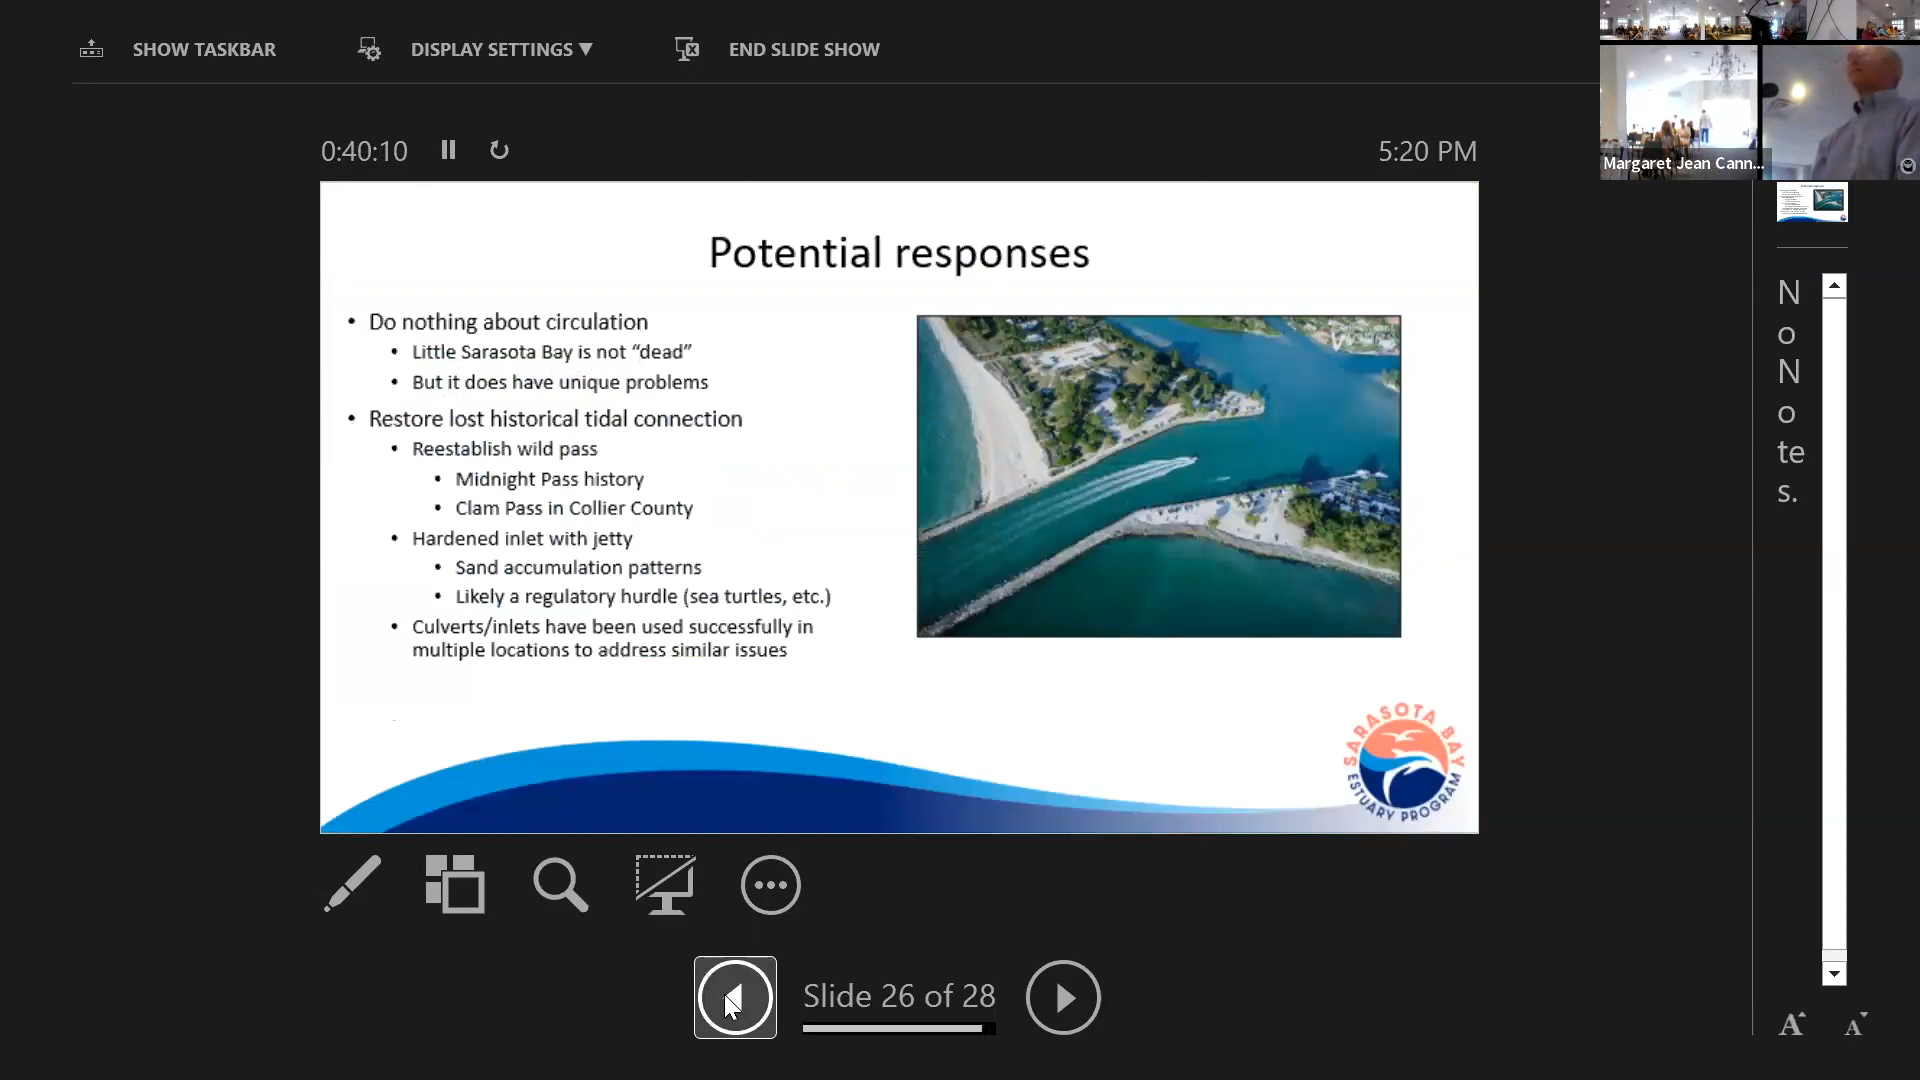 SHOW TASKBAR
DISPLAY SETTINGS ▼
END SLIDE SHOW
Margaret Jean Cann...
0:40:10
5:20 PM
Potential responses
• Do nothing about circulation
• Little Sarasota Bay is not “dead”
• But it does have unique problems
• Restore lost historical tidal connection
• Reestablish wild pass
• Midnight Pass history
• Clam Pass in Collier County
• Hardened inlet with jetty
• Sand accumulation patterns
• Likely a regulatory hurdle (sea turtles, etc.)
• Culverts/inlets have been used successfully in
multiple locations to address similar issues
SARASOTA BAY
ESTUARY PROGRAM
N
o
N
o
te
s.
Slide 26 of 28
A
A